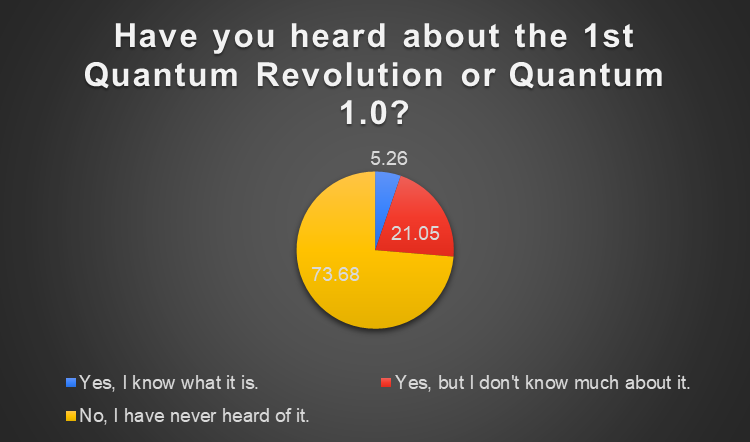 Have you heard about the 1st
Quantum Revolution or Quantum
1.0?
5.26
21.05
73.68
Yes, I know what it is.
Yes, but I don't know much about it.
No, I have never heard of it.